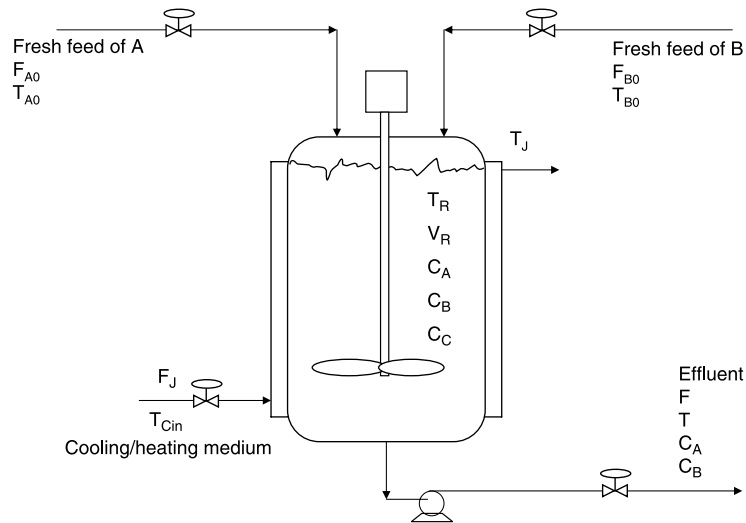 Fresh feed of A
F_A0
T_A0
Fresh feed of B
F_B0
T_B0
T_J
T_R
V_R
C_A
C_B
C_C
F_J
T_Cin
Cooling/heating medium
Effluent
F
T
C_A
C_B